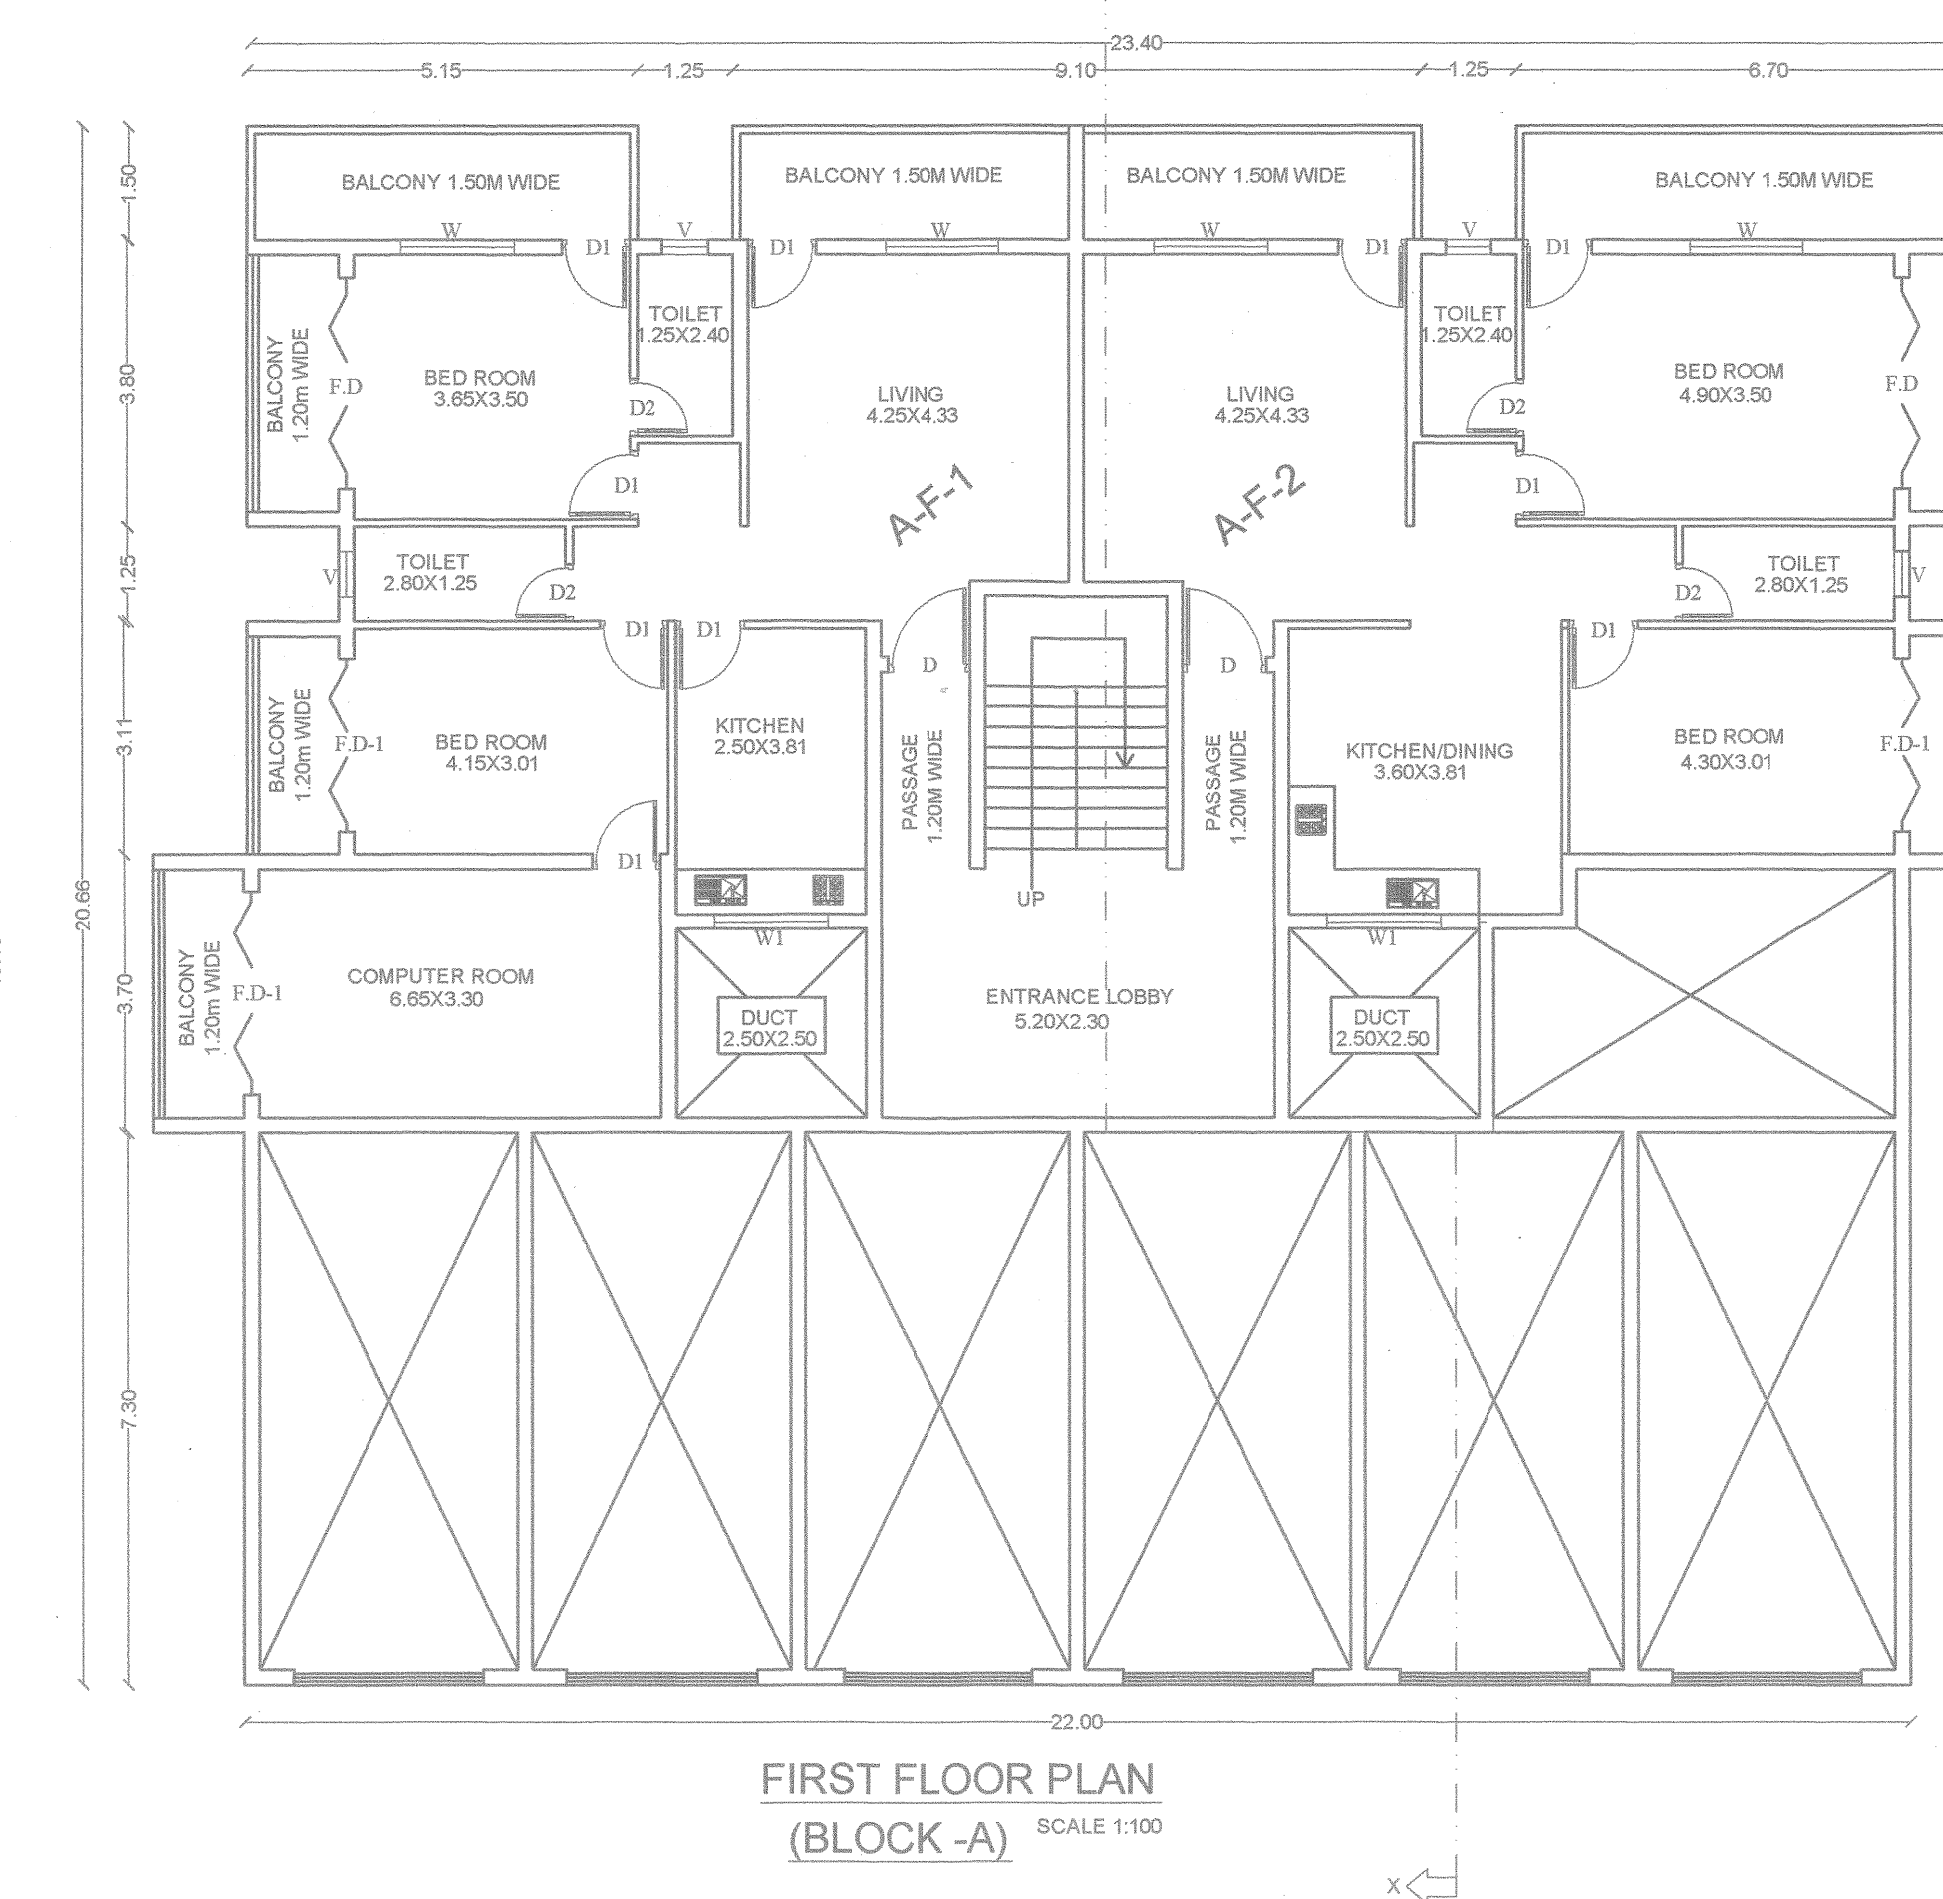 23.40
5.15
1.25
9.10
1.25
6.70
1.50
3.80
1.25
3.11
3.70
7.30
20.66
BALCONY 1.50M WIDE
BALCONY 1.50M WIDE
BALCONY 1.50M WIDE
BALCONY 1.50M WIDE
W
D1
V
D1
W
W
D1
V
D1
W
BALCONY
1.20m WIDE
F.D
BED ROOM
3.65X3.50
TOILET
1.25X2.40
D2
D1
LIVING
4.25X4.33
A-F-1
LIVING
4.25X4.33
A-F-2
TOILET
1.25X2.40
D2
D1
BED ROOM
4.90X3.50
F.D
V
TOILET
2.80X1.25
D2
D2
TOILET
2.80X1.25
V
D1
D1
D
D
D1
BALCONY
1.20m WIDE
F.D-1
BED ROOM
4.15X3.01
D1
KITCHEN
2.50X3.81
PASSAGE
1.20M WIDE
UP
PASSAGE
1.20M WIDE
KITCHEN/DINING
3.60X3.81
BED ROOM
4.30X3.01
F.D-1
BALCONY
1.20m WIDE
F.D-1
COMPUTER ROOM
6.65X3.30
W1
DUCT
2.50X2.50
ENTRANCE LOBBY
5.20X2.30
W1
DUCT
2.50X2.50
22.00
FIRST FLOOR PLAN
(BLOCK -A)
SCALE 1:100
X